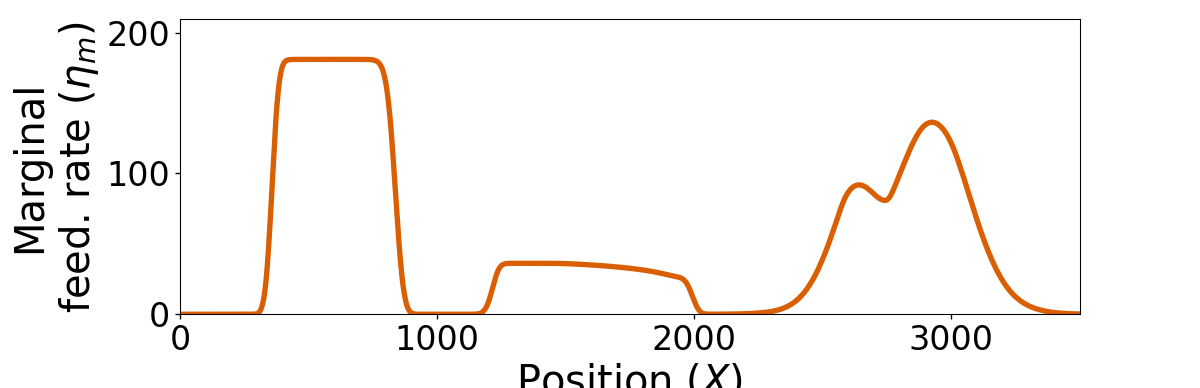 Marginal
feed. rate (ηₘ)
200
100
0
0 1000 2000 3000
Position (X)